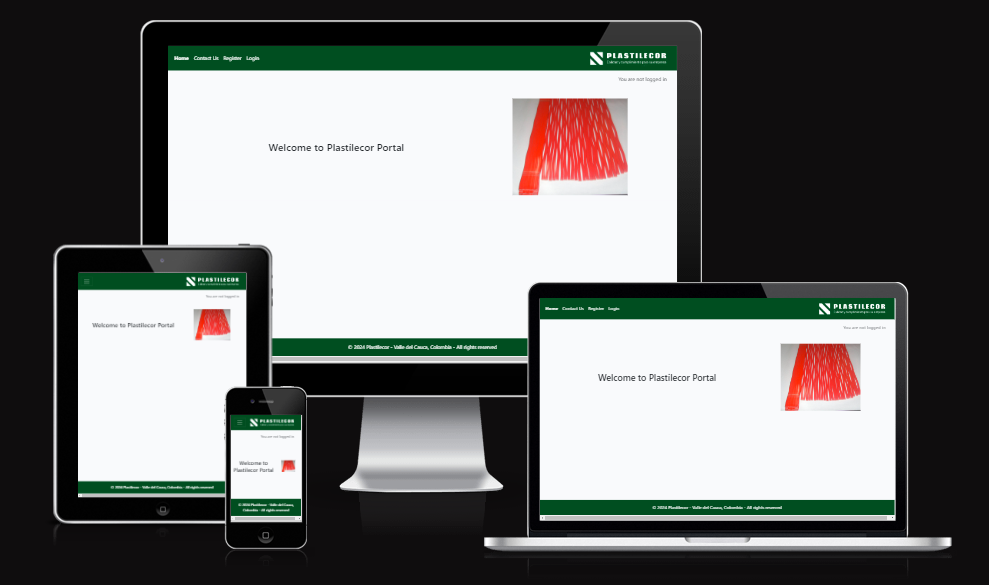 Home Contact Us Register Login
PLASTILECOR
You are not logged in
Welcome to Plastilecor Portal
© 2024 Plastilecor - Valle del Cauca, Colombia - All rights reserved
PLASTILECOR
You are not logged in
Welcome to Plastilecor Portal
© 2024 Plastilecor - Valle del Cauca, Colombia - All rights reserved
PLASTILECOR
You are not logged in
Welcome to
Plastilecor Portal
© 2024 Plastilecor - Valle del Cauca,
Colombia - All rights reserved
Home Contact Us Register Login
PLASTILECOR
You are not logged in
Welcome to Plastilecor Portal
© 2024 Plastilecor - Valle del Cauca, Colombia - All rights reserved